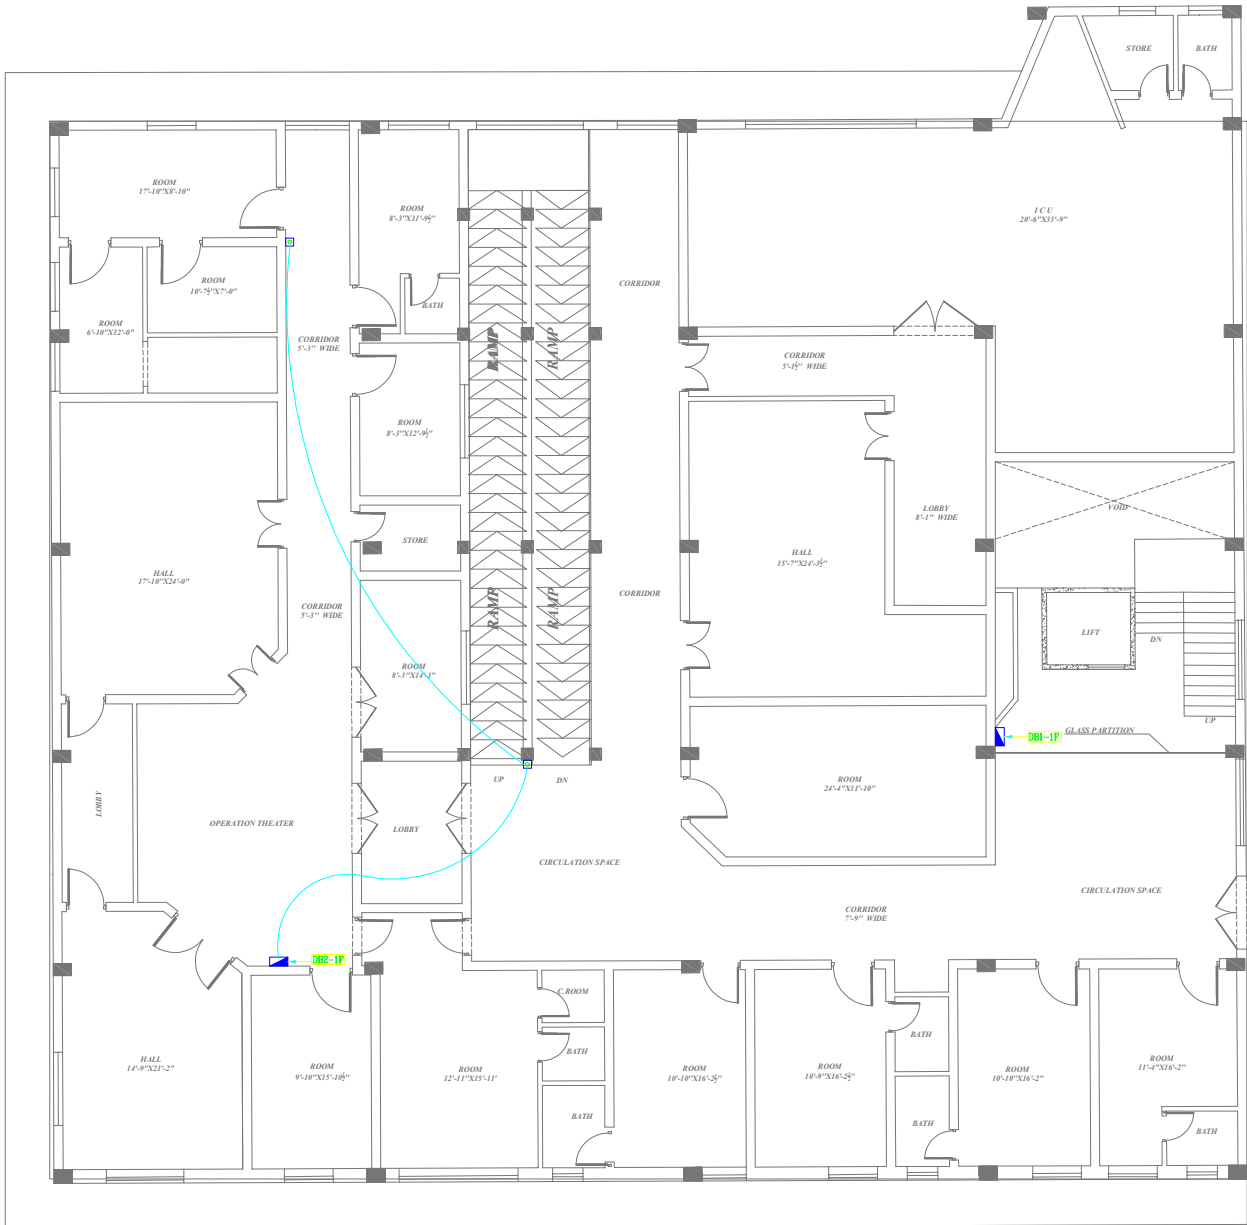 STORE
BATH
ROOM
17'-10"X8'-10"
ROOM
8'-3"X11'-9½"
I C U
20'-6"X33'-9"
ROOM
10'-7½"X7'-0"
CORRIDOR
BATH
ROOM
6'-10"X12'-0"
CORRIDOR
5'-3" WIDE
RAMP
RAMP
CORRIDOR
5'-1½" WIDE
ROOM
8'-3"X12'-9½"
LOBBY
8'-1" WIDE
VOID
STORE
HALL
15'-7"X24'-3½"
HALL
17'-10"X24'-0"
CORRIDOR
5'-3" WIDE
RAMP
RAMP
CORRIDOR
LIFT
DN
ROOM
8'-3"X14'-1"
UP
GLASS PARTITION
DB1-1F
UP
DN
ROOM
24'-4"X11'-10"
LOBBY
OPERATION THEATER
LOBBY
CIRCULATION SPACE
CIRCULATION SPACE
CORRIDOR
7'-9" WIDE
DB2-1F
C.ROOM
BATH
BATH
HALL
14'-9"X21'-2"
ROOM
9'-10"X15'-10½"
ROOM
12'-11"X15'-11'
ROOM
10'-10"X16'-2½"
ROOM
10'-9"X16'-2½"
ROOM
10'-10"X16'-2"
ROOM
11'-4"X16'-2"
BATH
BATH
BATH